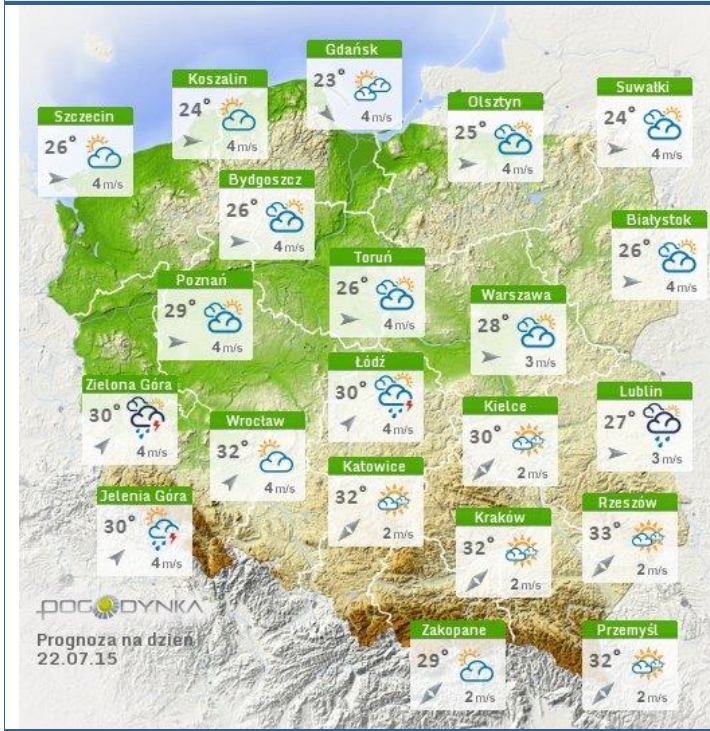 Gdańsk
23°
4 m/s
Koszalin
24°
4 m/s
Suwałki
24°
4 m/s
Olsztyn
25°
4 m/s
Szczecin
26°
4 m/s
Bydgoszcz
26°
4 m/s
Białystok
26°
4 m/s
Toruń
26°
4 m/s
Poznań
29°
4 m/s
Warszawa
28°
3 m/s
Łódź
30°
4 m/s
Zielona Góra
30°
4 m/s
Lublin
27°
3 m/s
Kielce
30°
2 m/s
Wrocław
32°
4 m/s
Katowice
32°
2 m/s
Jelenia Góra
30°
4 m/s
Rzeszów
33°
2 m/s
Kraków
32°
2 m/s
POGODYNKA
Prognoza na dzień
22.07.15
Zakopane
29°
2 m/s
Przemyśl
32°
2 m/s